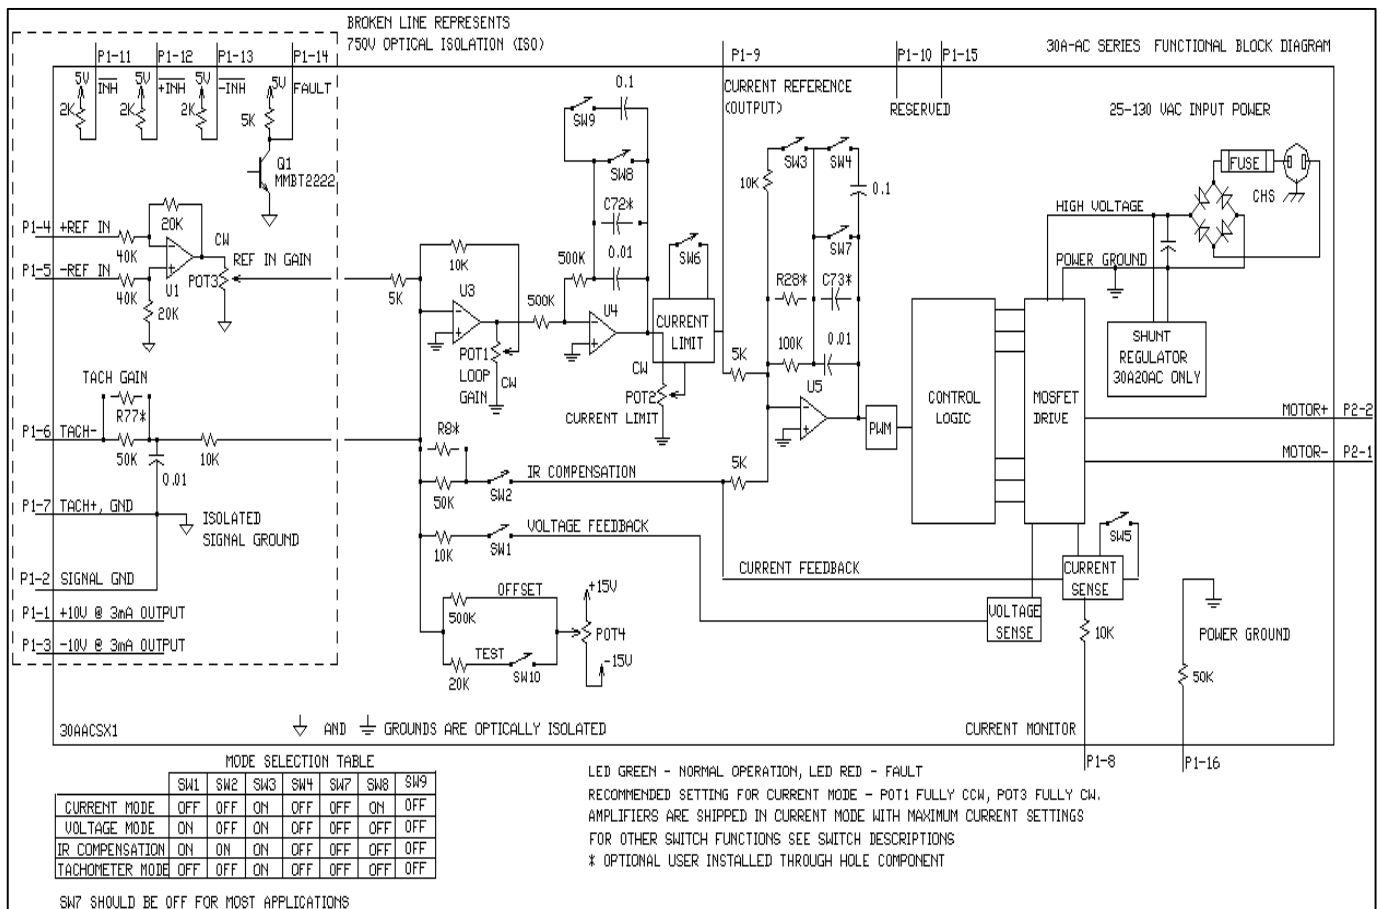 BROKEN LINE REPRESENTS
750V OPTICAL ISOLATION (ISO)
30A-AC SERIES FUNCTIONAL BLOCK DIAGRAM
P1-11
P1-12
P1-13
P1-14
P1-9
P1-10
P1-15
5V
INH
2K
5V
+INH
2K
5V
-INH
2K
5V
FAULT
5K
Q1
MMBT2222
CURRENT REFERENCE
(OUTPUT)
RESERVED
25-130 VAC INPUT POWER
0.1
SW9
SW8
C72*
0.01
500K
U4
SW6
SW3
SW4
10K
0.1
SW7
R28*
C73*
100K
0.01
U5
5K
FUSE
CHS
HIGH VOLTAGE
POWER GROUND
SHUNT
REGULATOR
30A20AC ONLY
P1-4
+REF IN
40K
20K
P1-5
-REF IN
40K
U1
20K
CW
POT3
REF IN GAIN
5K
10K
U3
500K
POT1
LOOP
GAIN
CW
CURRENT
LIMIT
CW
POT2
CURRENT LIMIT
PWM
CONTROL
LOGIC
MOSFET
DRIVE
MOTOR+
P2-2
MOTOR-
P2-1
TACH GAIN
R77*
P1-6
TACH-
50K
0.01
10K
R8*
50K
SW2
IR COMPENSATION
5K
10K
SW1
VOLTAGE FEEDBACK
CURRENT FEEDBACK
SW5
CURRENT
SENSE
VOLTAGE
SENSE
10K
P1-7
TACH+, GND
ISOLATED
SIGNAL GROUND
P1-2
SIGNAL GND
P1-1
+10V @ 3mA OUTPUT
P1-3
-10V @ 3mA OUTPUT
OFFSET
500K
+15V
POT4
-15V
TEST
20K
SW10
POWER GROUND
50K
30AACSX1
AND
GROUNDS ARE OPTICALLY ISOLATED
CURRENT MONITOR
P1-8
P1-16
MODE SELECTION TABLE
SW1 SW2 SW3 SW4 SW7 SW8 SW9
CURRENT MODE OFF OFF ON OFF OFF ON OFF
VOLTAGE MODE ON OFF ON OFF OFF OFF OFF
IR COMPENSATION ON ON ON OFF OFF OFF OFF
TACHOMETER MODE OFF OFF ON OFF OFF OFF OFF
SW7 SHOULD BE OFF FOR MOST APPLICATIONS
LED GREEN - NORMAL OPERATION, LED RED - FAULT
RECOMMENDED SETTING FOR CURRENT MODE - POT1 FULLY CCW, POT3 FULLY CW.
AMPLIFIERS ARE SHIPPED IN CURRENT MODE WITH MAXIMUM CURRENT SETTINGS
FOR OTHER SWITCH FUNCTIONS SEE SWITCH DESCRIPTIONS
* OPTIONAL USER INSTALLED THROUGH HOLE COMPONENT